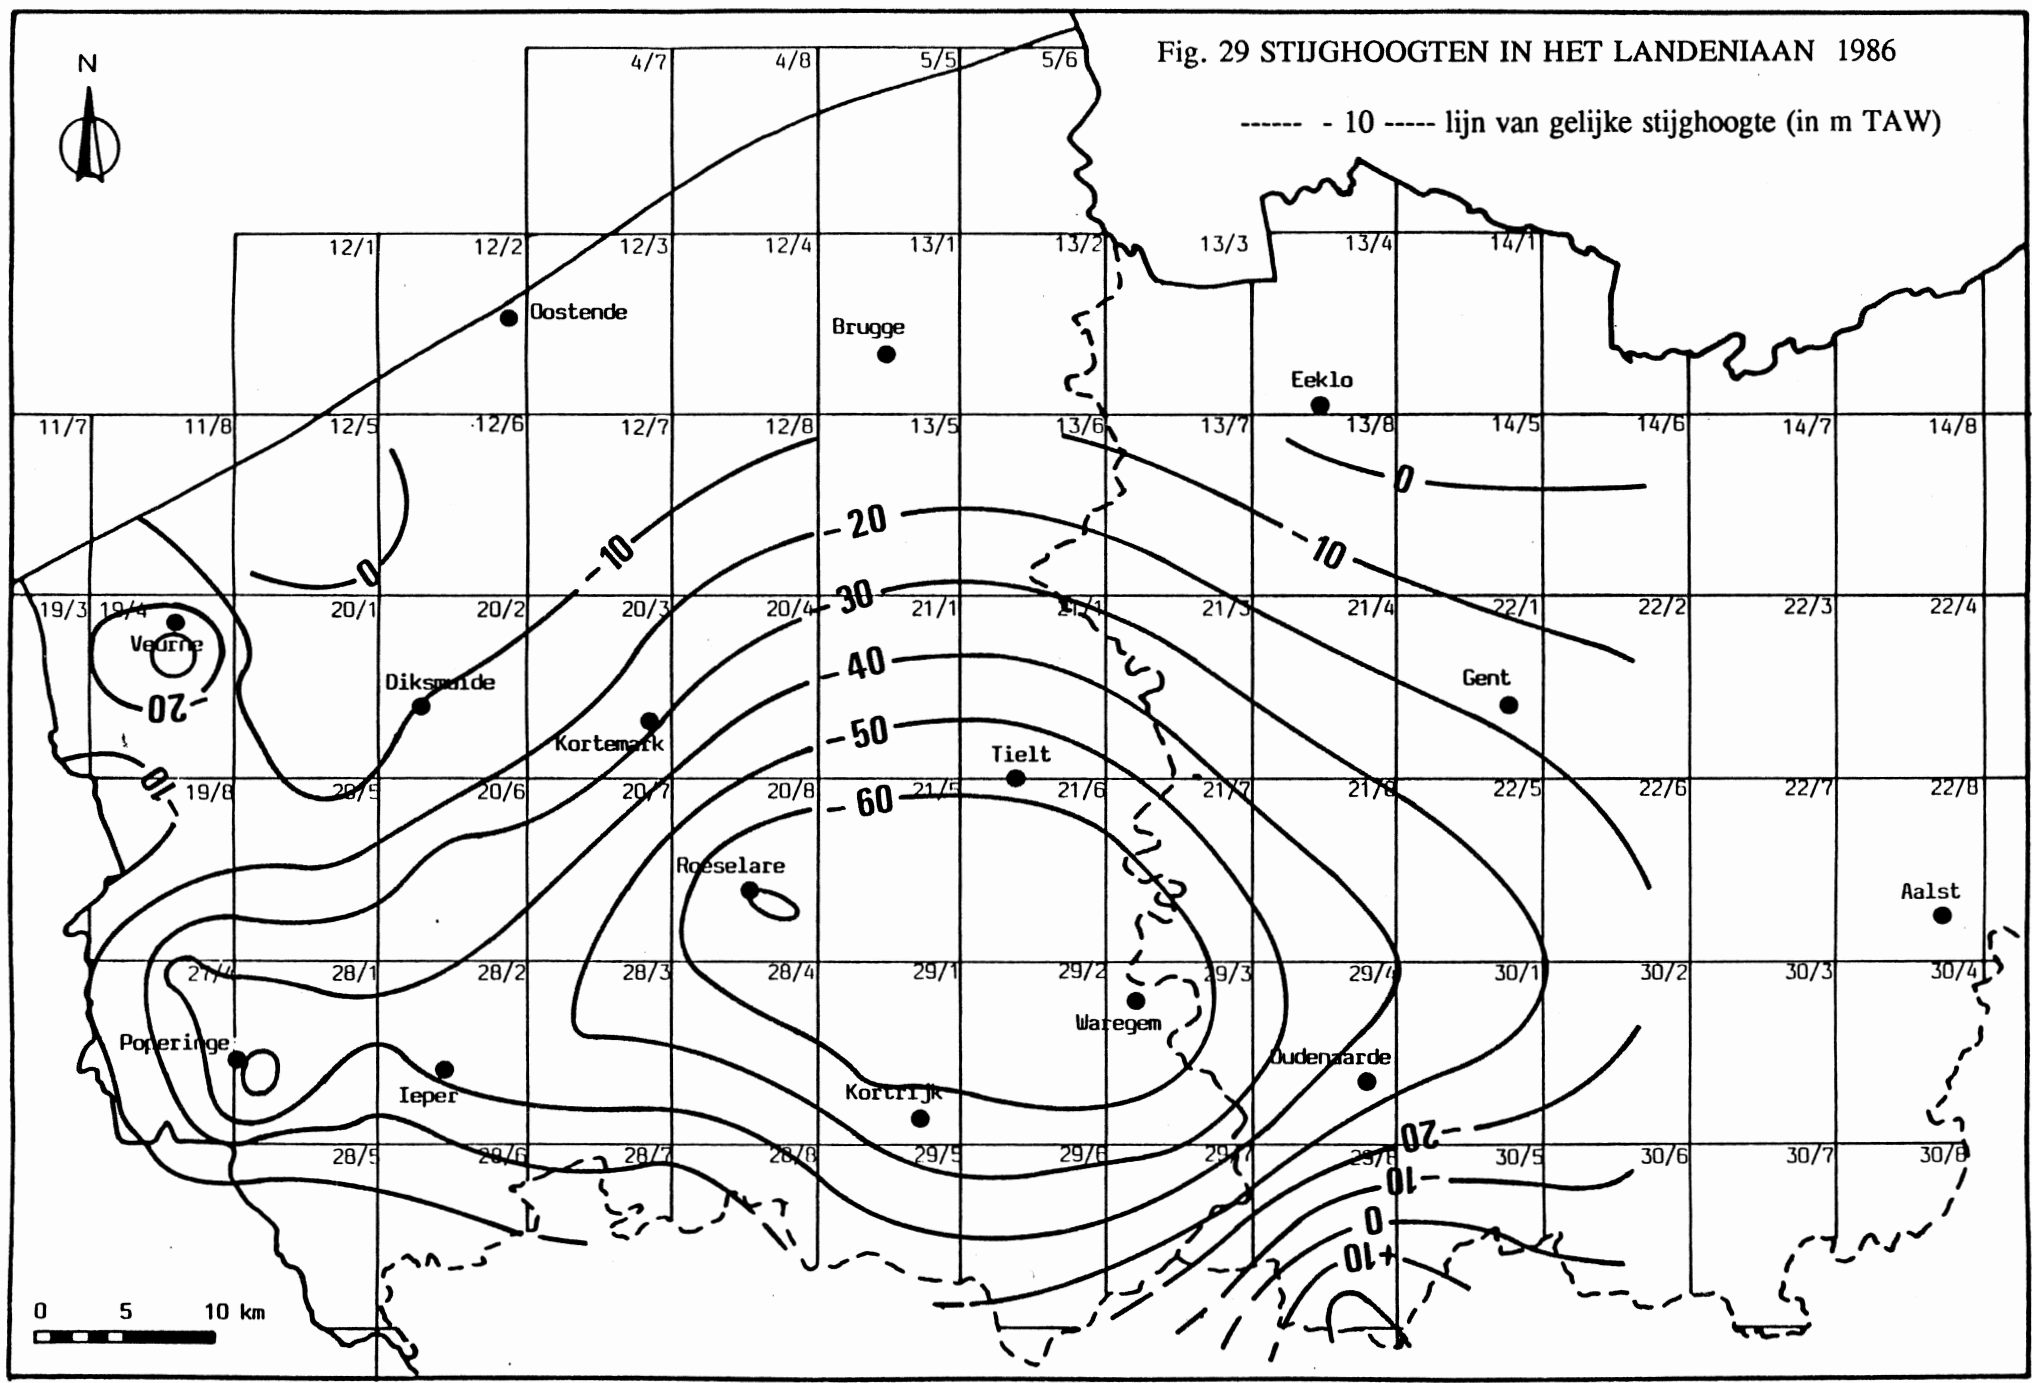 Fig. 29 STIJGHOOGTEN IN HET LANDENIAAN 1986
------ - 10 ----- lijn van gelijke stijghoogte (in m TAW)
N
4/7 4/8 5/5 5/6
12/1 12/2 12/3 12/4 13/1 13/2 13/3 13/4 14/1
Oostende
Brugge
Eeklo
11/7 11/8 12/5 12/6 12/7 12/8 13/5 13/6 13/7 13/8 14/5 14/6 14/7 14/8
0
-20
-10
-10
0
19/3 19/4 20/1 20/2 20/3 20/4 -30 21/1 21/1 21/3 21/4 22/1 22/2 22/3 22/4
Veurne
-40
Diksmuide
Gent
-20
-50
Kortemark
Tielt
10
19/8 20/5 20/6 20/7 20/8 21/5 21/6 21/7 21/8 22/5 22/6 22/7 22/8
-60
Roeselare
Aalst
27/4 28/1 28/2 28/3 28/4 29/1 29/2 29/3 29/4 30/1 30/2 30/3 30/4
Waregem
Poperinge
Oudenaarde
Ieper
Kortrijk
-20
28/5 28/6 28/7 28/8 29/5 29/6 29/7 29/8 30/5 30/6 30/7 30/8
-10
0
+10
0 5 10 km